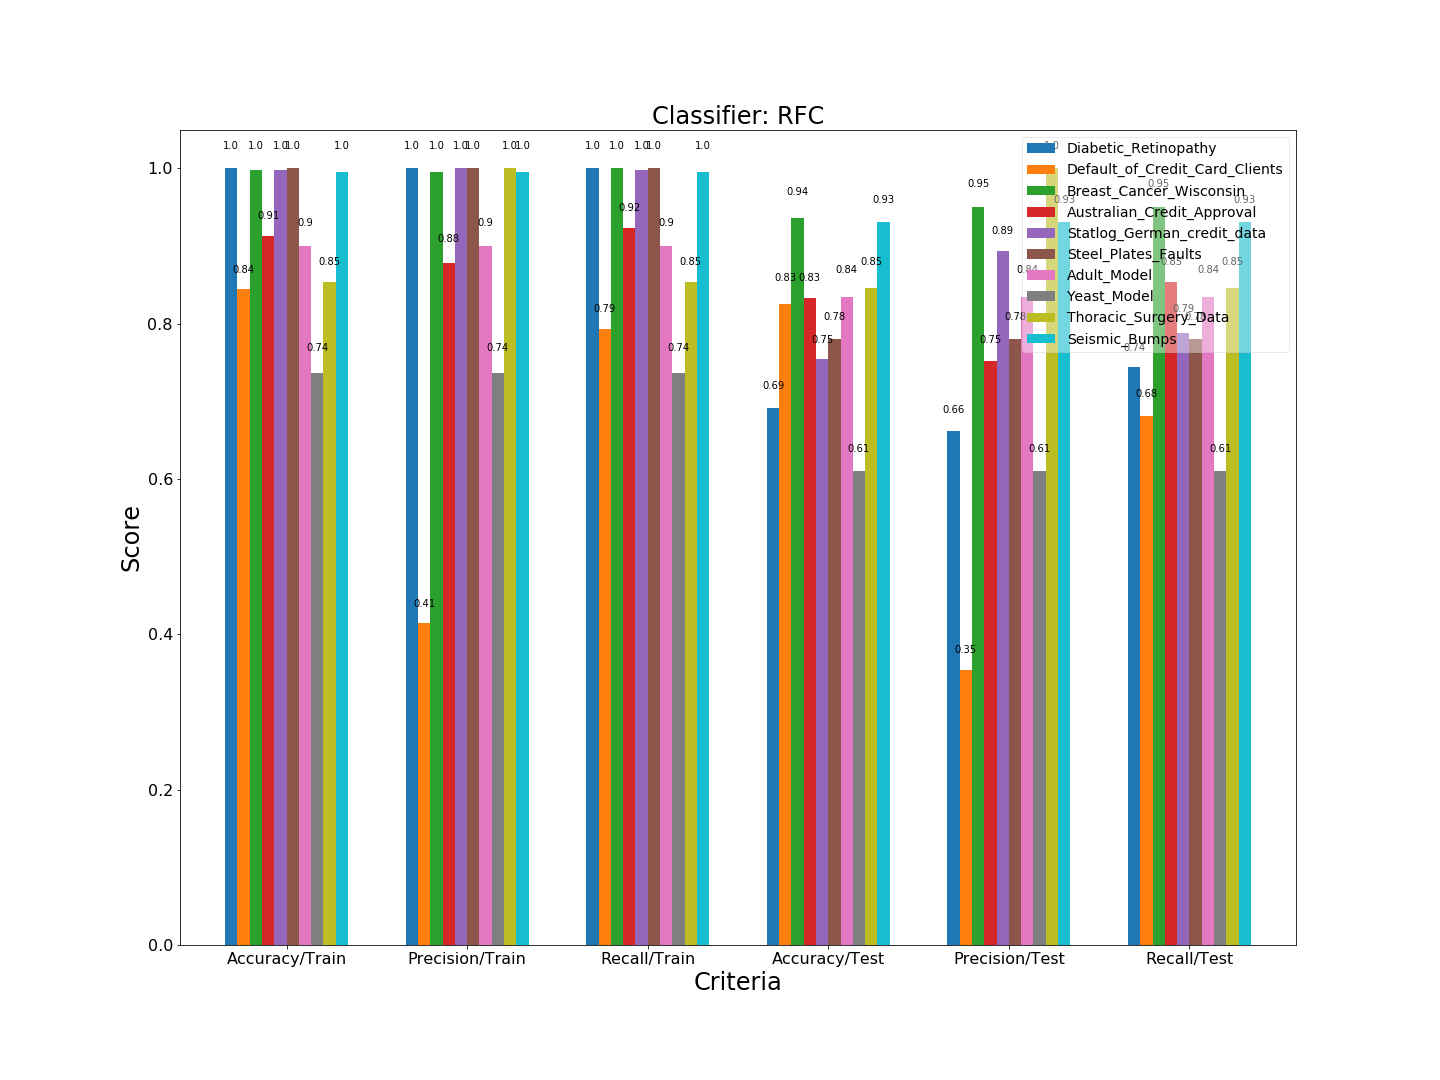 Classifier: RFC
1.0 1.0 1.0 1.0 1.0 1.0 1.0 1.0 1.0 1.0 1.0 1.0 1.0 1.0 1.0 1.0 1.0
Diabetic_Retinopathy
Default_of_Credit_Card_Clients
Breast_Cancer_Wisconsin
Australian_Credit_Approval
Statlog_German_credit_data
Steel_Plates_Faults
Adult_Model
Yeast_Model
Thoracic_Surgery_Data
Seismic_Bumps
0.84 0.91 0.9 0.74 0.85
0.41 0.88 0.9 0.74
0.79 0.92 0.9 0.74 0.85
0.69 0.83 0.94 0.83 0.75 0.78 0.84 0.61 0.85 0.93
0.66 0.35 0.95 0.75 0.89 0.78 0.84 0.61 1.0 0.93
0.74 0.68 0.95 0.85 0.79 0.84 0.61 0.85 0.93
1.0
0.8
0.6
0.4
0.2
0.0
Score
Accuracy/Train Precision/Train Recall/Train Accuracy/Test Precision/Test Recall/Test
Criteria